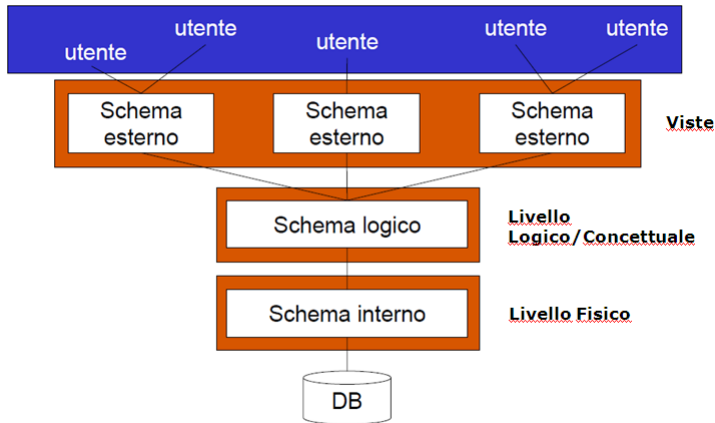 utente
utente
utente
utente
utente
Schema
esterno
Schema
esterno
Schema
esterno
Viste
Schema logico
Livello
Logico/Concettuale
Schema interno
Livello Fisico
DB